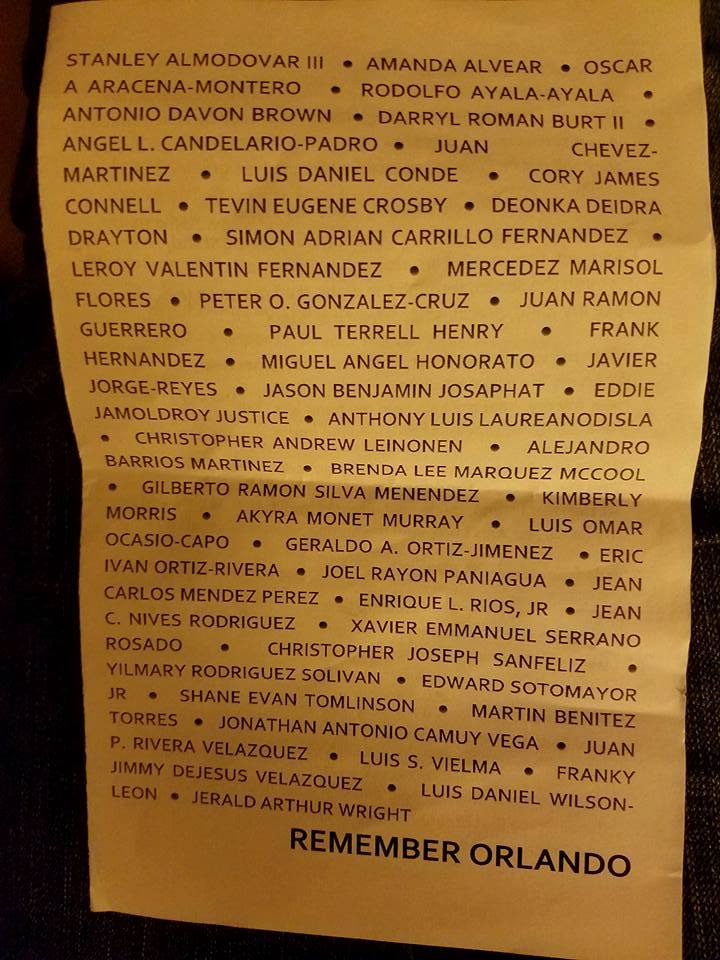 STANLEY ALMODOVAR III • AMANDA ALVEAR • OSCAR
A ARACENA-MONTERO • RODOLFO AYALA-AYALA •
ANTONIO DAVON BROWN • DARRYL ROMAN BURT II •
ANGEL L. CANDELARIO-PADRO • JUAN CHEVEZ-
MARTINEZ • LUIS DANIEL CONDE • CORY JAMES
CONNELL • TEVIN EUGENE CROSBY • DEONKA DEIDRA
DRAYTON • SIMON ADRIAN CARRILLO FERNANDEZ •
LEROY VALENTIN FERNANDEZ • MERCEDEZ MARISOL
FLORES • PETER O. GONZALEZ-CRUZ • JUAN RAMON
GUERRERO • PAUL TERRELL HENRY • FRANK
HERNANDEZ • MIGUEL ANGEL HONORATO • JAVIER
JORGE-REYES • JASON BENJAMIN JOSAPHAT • EDDIE
JAMOLDROY JUSTICE • ANTHONY LUIS LAUREANODISLA
• CHRISTOPHER ANDREW LEINONEN • ALEJANDRO
BARRIOS MARTINEZ • BRENDA LEE MARQUEZ MCCOOL
• GILBERTO RAMON SILVA MENENDEZ • KIMBERLY
MORRIS • AKYRA MONET MURRAY • LUIS OMAR
OCASIO-CAPO • GERALDO A. ORTIZ-JIMENEZ • ERIC
IVAN ORTIZ-RIVERA • JOEL RAYON PANIAGUA • JEAN
CARLOS MENDEZ PEREZ • ENRIQUE L. RIOS, JR • JEAN
C. NIVES RODRIGUEZ • XAVIER EMMANUEL SERRANO
ROSADO • CHRISTOPHER JOSEPH SANFELIZ •
YILMARY RODRIGUEZ SOLIVAN • EDWARD SOTOMAYOR
JR • SHANE EVAN TOMLINSON • MARTIN BENITEZ
TORRES • JONATHAN ANTONIO CAMUY VEGA • JUAN
P. RIVERA VELAZQUEZ • LUIS S. VIELMA • FRANKY
JIMMY DEJESUS VELAZQUEZ • LUIS DANIEL WILSON-
LEON • JERALD ARTHUR WRIGHT
REMEMBER ORLANDO